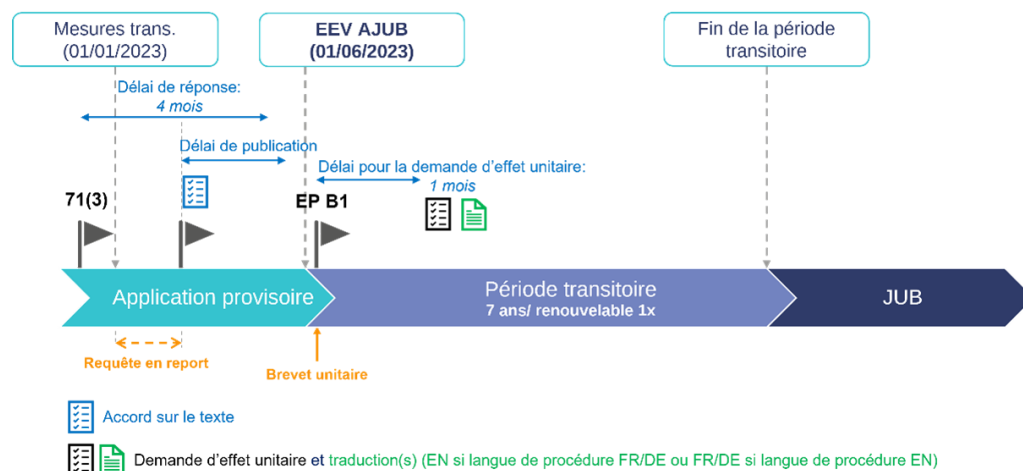 Mesures trans.
(01/01/2023)
EEV AJUB
(01/06/2023)
Fin de la période
transitoire
Délai de réponse:
4 mois
Délai de publication
Délai pour la demande d'effet unitaire:
1 mois
71(3)
EP B1
Application provisoire
Période transitoire
7 ans/ renouvelable 1x
JUB
Requête en report
Brevet unitaire
Accord sur le texte
Demande d'effet unitaire et traduction(s) (EN si langue de procédure FR/DE ou FR/DE si langue de procédure EN)